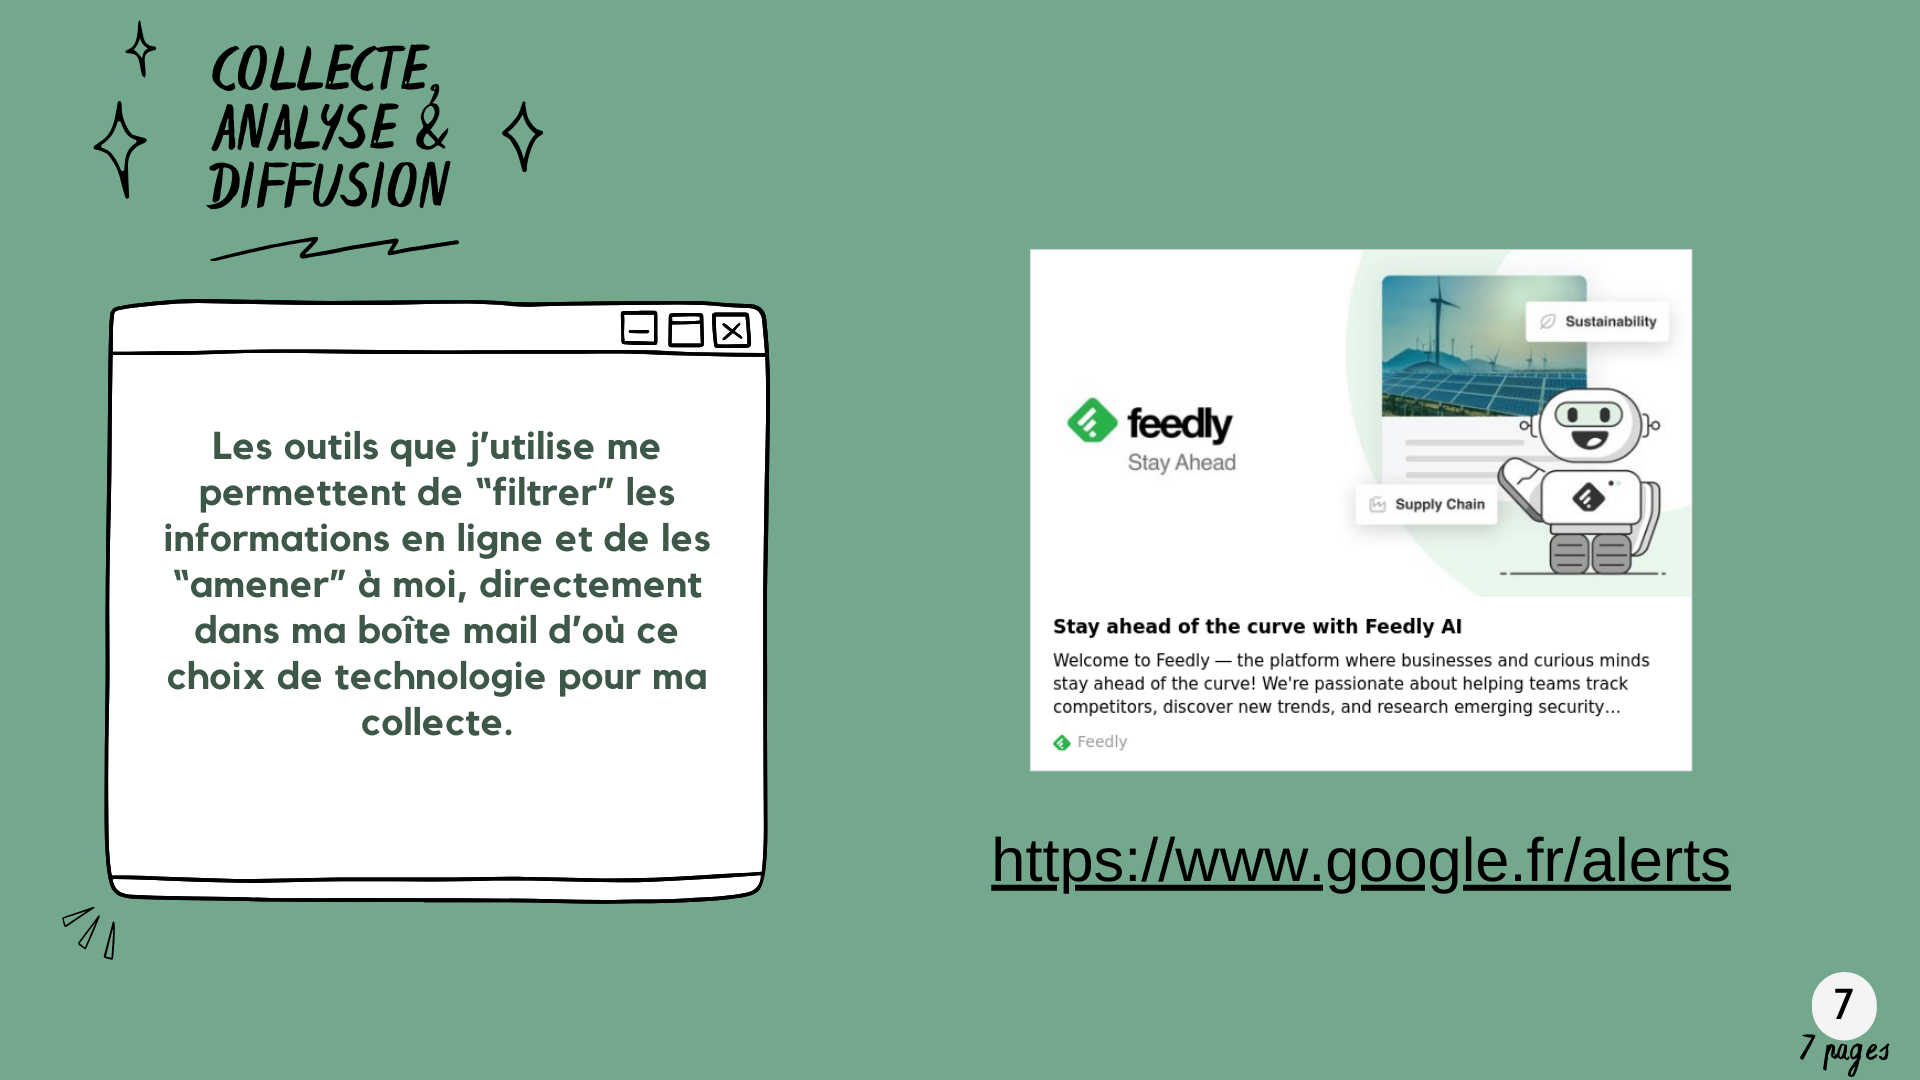 COLLECTE,
ANALYSE &
DIFFUSION
Les outils que j’utilise me
permettent de “filtrer” les
informations en ligne et de les
“amener” à moi, directement
dans ma boîte mail d’où ce
choix de technologie pour ma
collecte.
Sustainability
feedly
Stay Ahead
Supply Chain
Stay ahead of the curve with Feedly AI
Welcome to Feedly — the platform where businesses and curious minds
stay ahead of the curve! We're passionate about helping teams track
competitors, discover new trends, and research emerging security...
Feedly
https://www.google.fr/alerts
7
7 pages